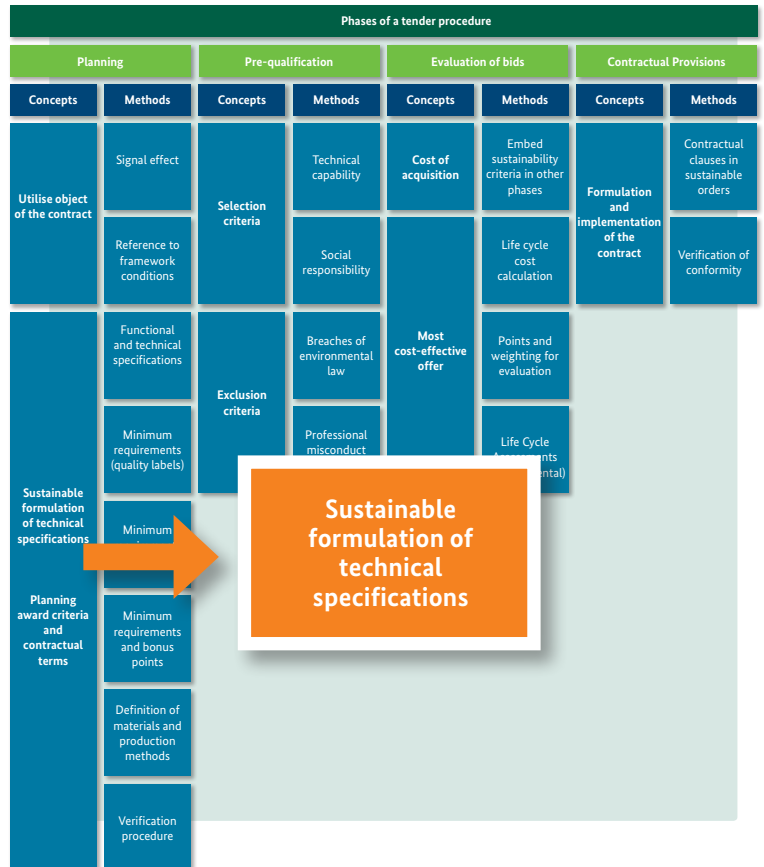 Phases of a tender procedure
Planning
Pre-qualification
Evaluation of bids
Contractual Provisions
Concepts
Methods
Concepts
Methods
Concepts
Methods
Concepts
Methods
Utilise object
of the contract
Signal effect
Reference to
framework
conditions
Sustainable
formulation
of technical
specifications
Planning
award criteria
and
contractual
terms
Functional
and technical
specifications
Minimum
requirements
(quality labels)
Minimum
Minimum
requirements
and bonus
points
Definition of
materials and
production
methods
Verification
procedure
Selection
criteria
Technical
capability
Social
responsibility
Exclusion
criteria
Breaches of
environmental
law
Professional
misconduct
Cost of
acquisition
Embed
sustainability
criteria in other
phases
Most
cost-effective
offer
Life cycle
cost
calculation
Points and
weighting for
evaluation
Life Cycle
Formulation
and
implementation
of the
contract
Contractual
clauses in
sustainable
orders
Verification of
conformity
Sustainable
formulation of
technical
specifications